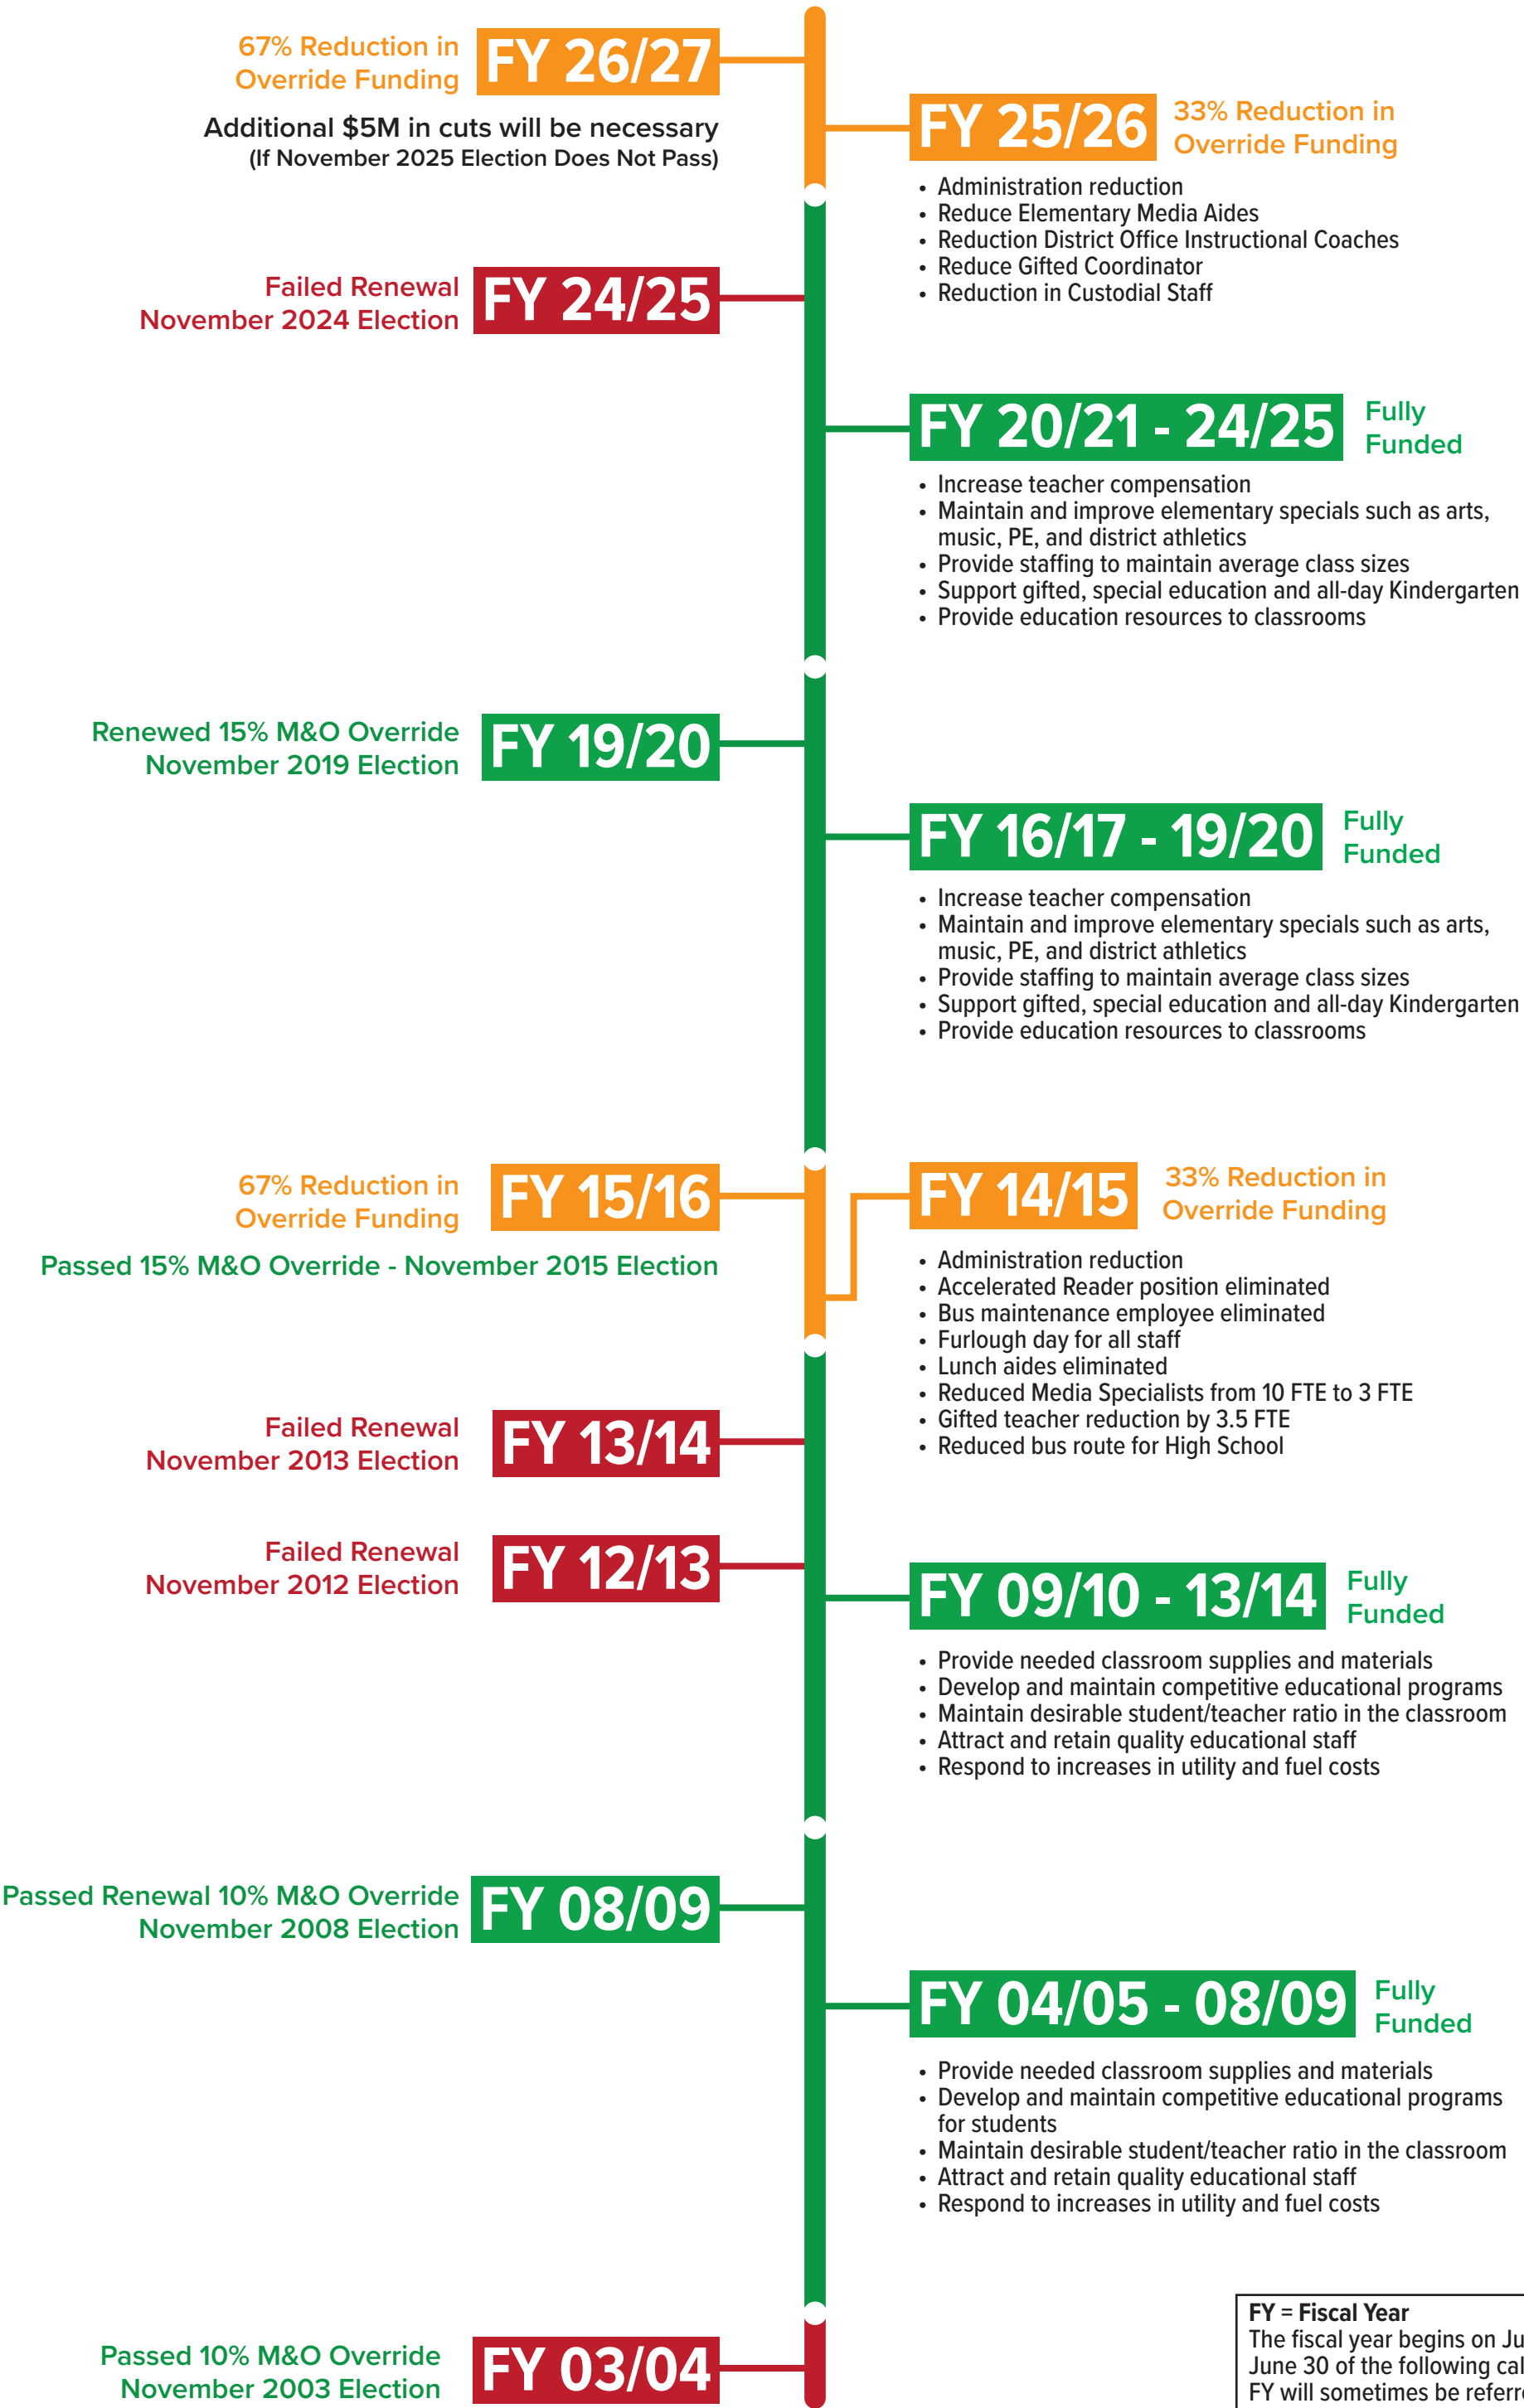 67% Reduction in
Override Funding
FY 26/27
Additional $5M in cuts will be necessary
(If November 2025 Election Does Not Pass)
FY 25/26
33% Reduction in
Override Funding
• Administration reduction
• Reduce Elementary Media Aides
• Reduction District Office Instructional Coaches
• Reduce Gifted Coordinator
• Reduction in Custodial Staff
Failed Renewal
November 2024 Election
FY 24/25
FY 20/21 - 24/25
Fully
Funded
• Increase teacher compensation
• Maintain and improve elementary specials such as arts,
music, PE, and district athletics
• Provide staffing to maintain average class sizes
• Support gifted, special education and all-day Kindergarten
• Provide education resources to classrooms
Renewed 15% M&O Override
November 2019 Election
FY 19/20
FY 16/17 - 19/20
Fully
Funded
• Increase teacher compensation
• Maintain and improve elementary specials such as arts,
music, PE, and district athletics
• Provide staffing to maintain average class sizes
• Support gifted, special education and all-day Kindergarten
• Provide education resources to classrooms
67% Reduction in
Override Funding
FY 15/16
Passed 15% M&O Override - November 2015 Election
FY 14/15
33% Reduction in
Override Funding
• Administration reduction
• Accelerated Reader position eliminated
• Bus maintenance employee eliminated
• Furlough day for all staff
• Lunch aides eliminated
• Reduced Media Specialists from 10 FTE to 3 FTE
• Gifted teacher reduction by 3.5 FTE
• Reduced bus route for High School
Failed Renewal
November 2013 Election
FY 13/14
Failed Renewal
November 2012 Election
FY 12/13
FY 09/10 - 13/14
Fully
Funded
• Provide needed classroom supplies and materials
• Develop and maintain competitive educational programs
• Maintain desirable student/teacher ratio in the classroom
• Attract and retain quality educational staff
• Respond to increases in utility and fuel costs
Passed Renewal 10% M&O Override
November 2008 Election
FY 08/09
FY 04/05 - 08/09
Fully
Funded
• Provide needed classroom supplies and materials
• Develop and maintain competitive educational programs
for students
• Maintain desirable student/teacher ratio in the classroom
• Attract and retain quality educational staff
• Respond to increases in utility and fuel costs
Passed 10% M&O Override
November 2003 Election
FY 03/04
FY = Fiscal Year
The fiscal year begins on
June 30 of the following
FY will sometimes be